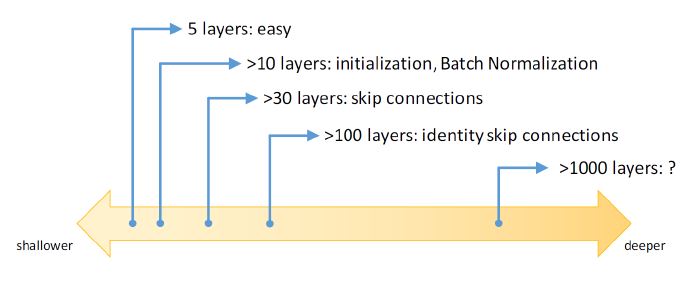 5 layers: easy
>10 layers: initialization, Batch Normalization
>30 layers: skip connections
>100 layers: identity skip connections
>1000 layers: ?
shallower
deeper